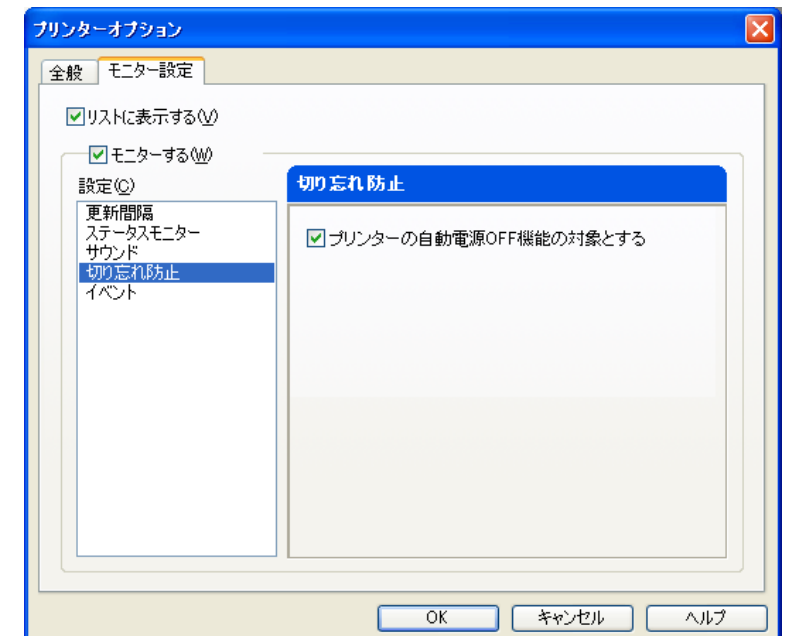 プリンターオプション
全般 モニター設定
リストに表示する(V)
モニターする(W)
設定(C)
更新間隔
ステータスモニター
サウンド
切り忘れ防止
イベント
切り忘れ防止
プリンターの自動電源OFF機能の対象とする
OK キャンセル ヘルプ